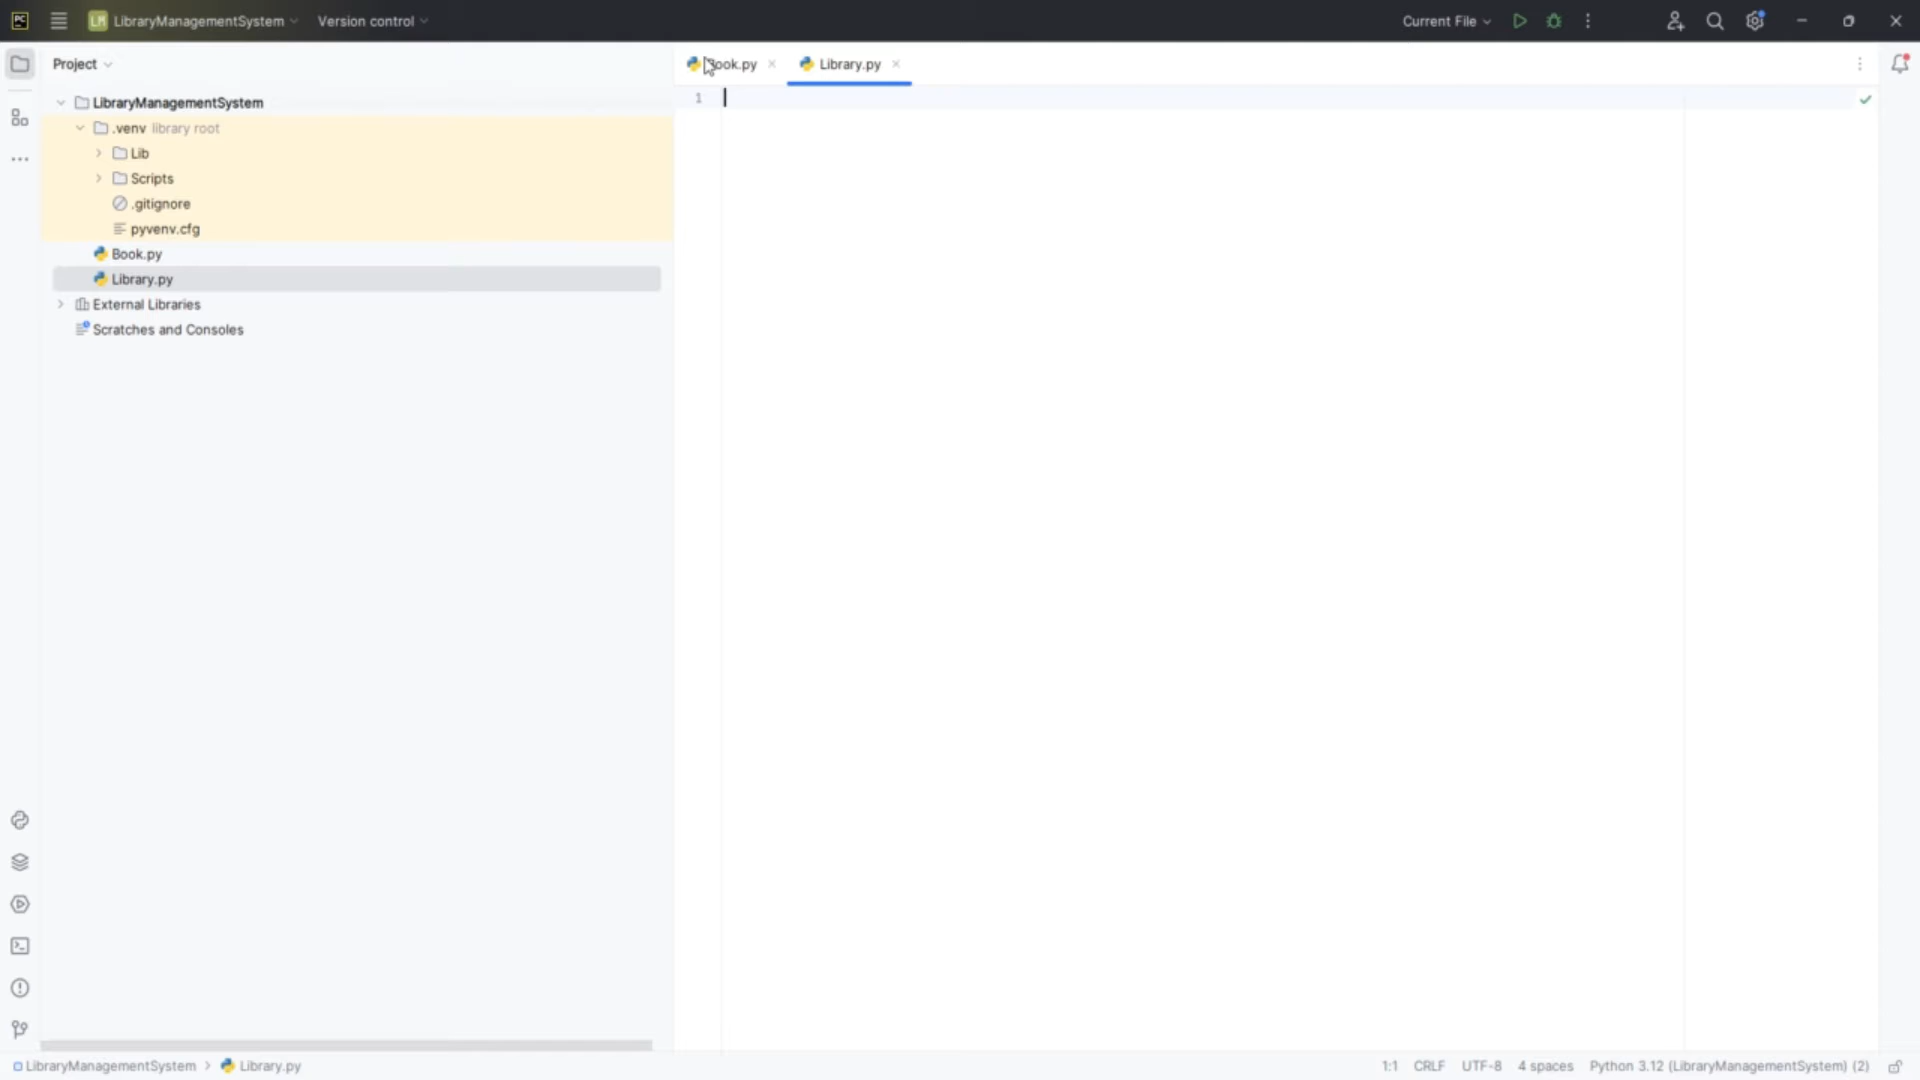 PC LM LibraryManagementSystem Version control Current File
Project
Book.py Library.py
1
LibraryManagementSystem
.venv library root
Lib
Scripts
.gitignore
pyvenv.cfg
Book.py
Library.py
External Libraries
Scratches and Consoles
LibraryManagementSystem > Library.py 1:1 CRLF UTF-8 4 spaces Python 3.12 (LibraryManagementSystem) (2)